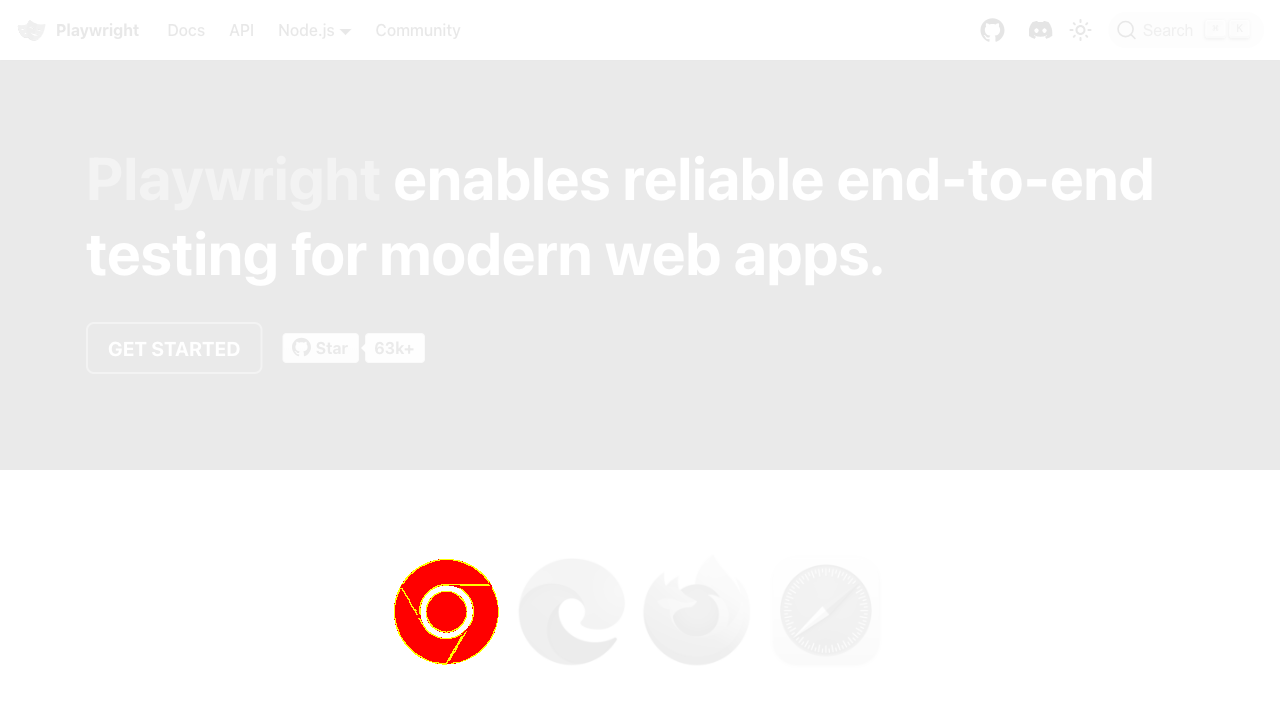 Playwright
Docs
API
Node.js
Community
Search
K
Playwright enables reliable end-to-end
testing for modern web apps.
GET STARTED
Star
63k+